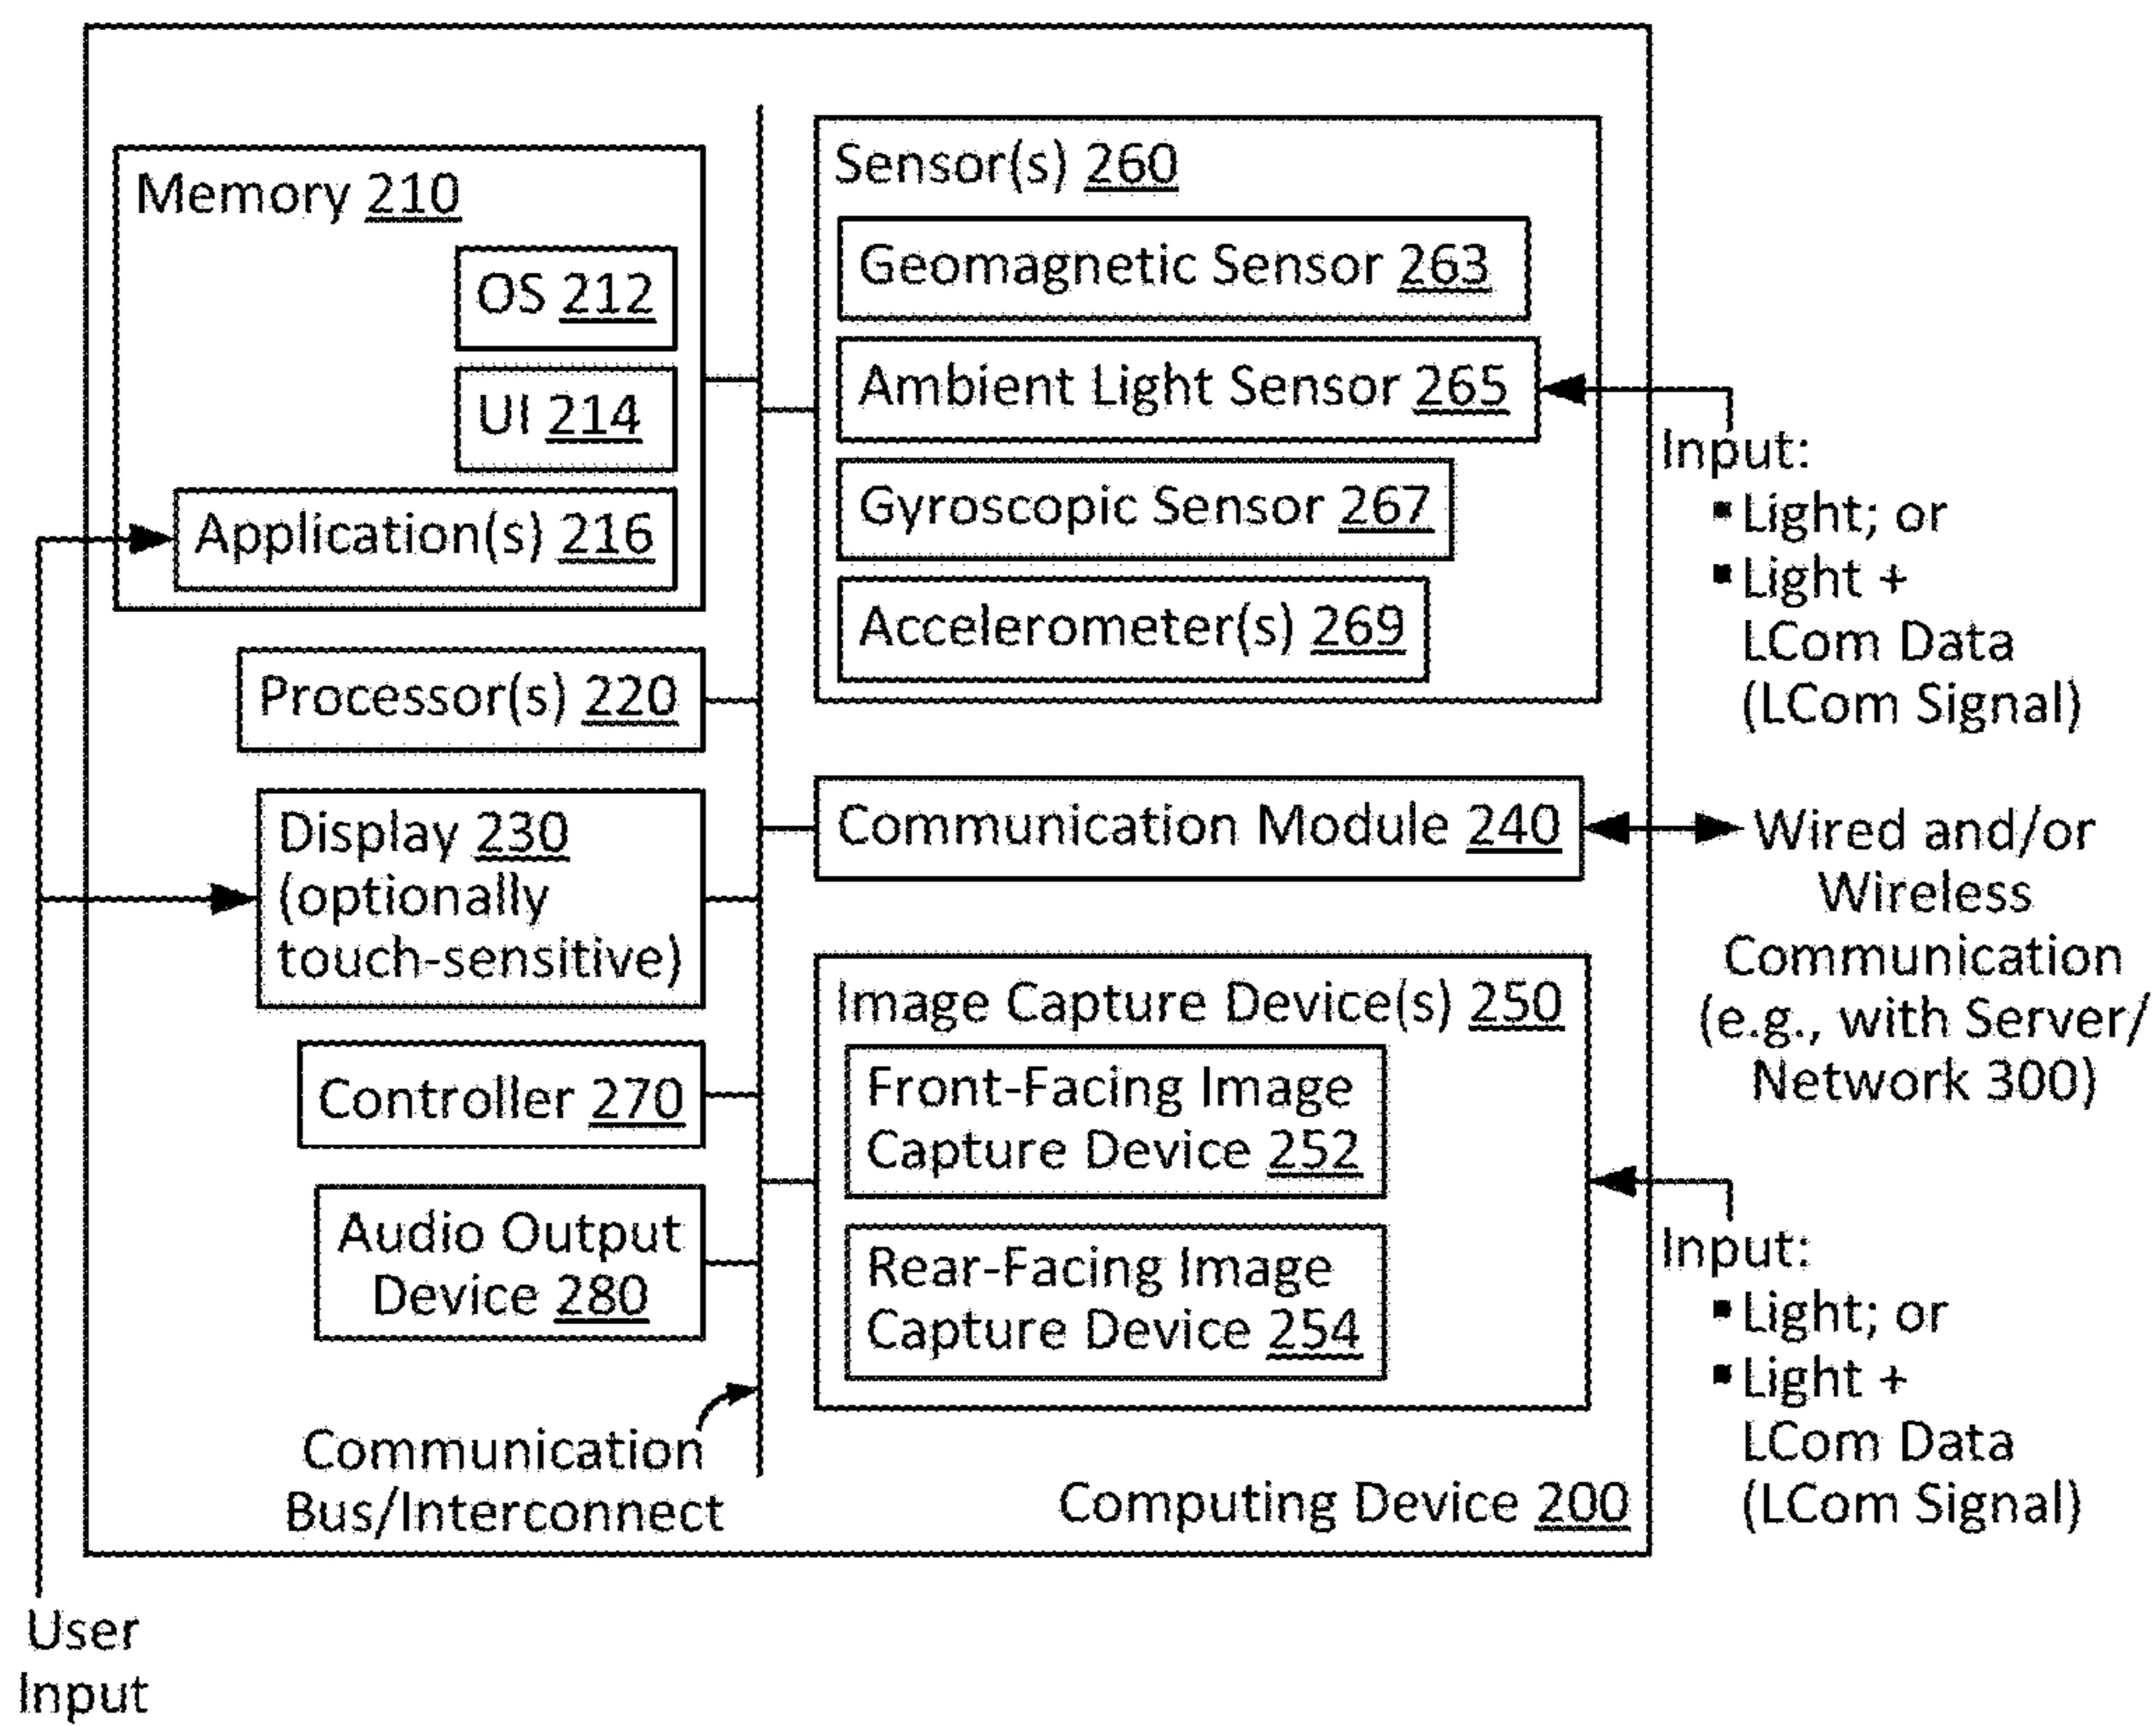 Memory 210
OS 212
UI 214
Application(s) 216
Processor(s) 220
Display 230
(optionally
touch-sensitive)
Controller 270
Audio Output
Device 280
Communication
Bus/Interconnect
Sensor(s) 260
Geomagnetic Sensor 263
Ambient Light Sensor 265
Gyroscopic Sensor 267
Accelerometer(s) 269
Communication Module 240
Image Capture Device(s) 250
Front-Facing Image
Capture Device 252
Rear-Facing Image
Capture Device 254
Computing Device 200
Input:
▪ Light; or
▪ Light +
LCom Data
(LCom Signal)
Wired and/or
Wireless
Communication
(e.g., with Server/
Network 300)
Input:
▪ Light; or
▪ Light +
LCom Data
(LCom Signal)
User
Input